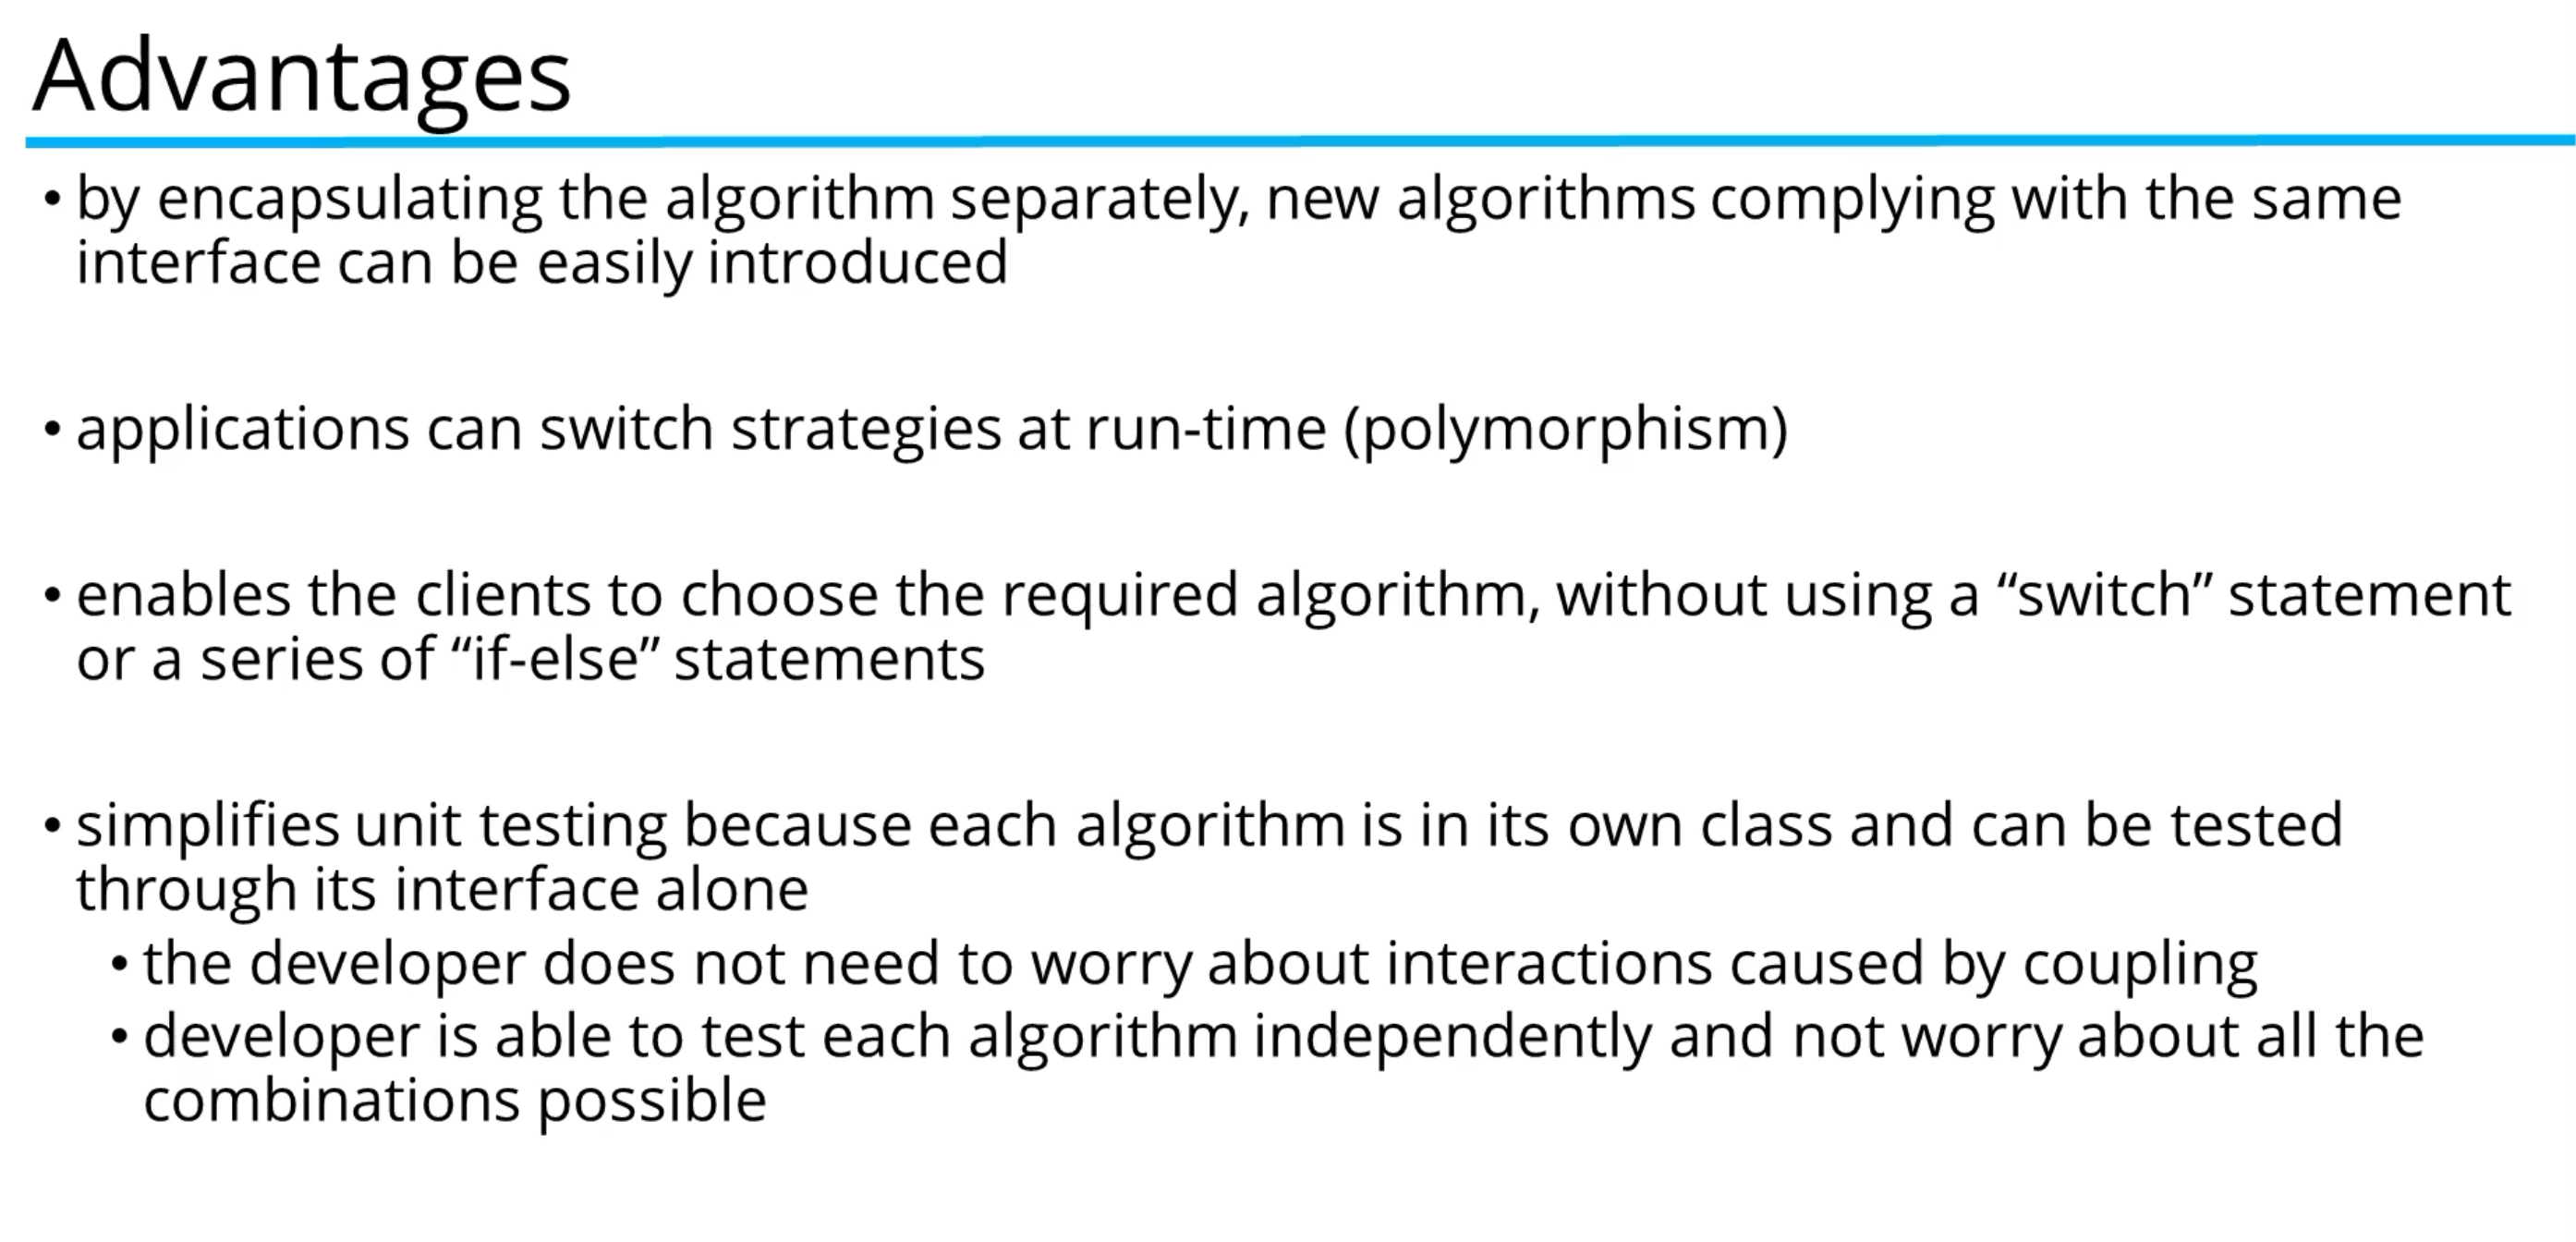 Advantages
• by encapsulating the algorithm separately, new algorithms complying with the same
interface can be easily introduced
• applications can switch strategies at run-time (polymorphism)
• enables the clients to choose the required algorithm, without using a “switch” statement
or a series of “if-else” statements
• simplifies unit testing because each algorithm is in its own class and can be tested
through its interface alone
• the developer does not need to worry about interactions caused by coupling
• developer is able to test each algorithm independently and not worry about all the
combinations possible